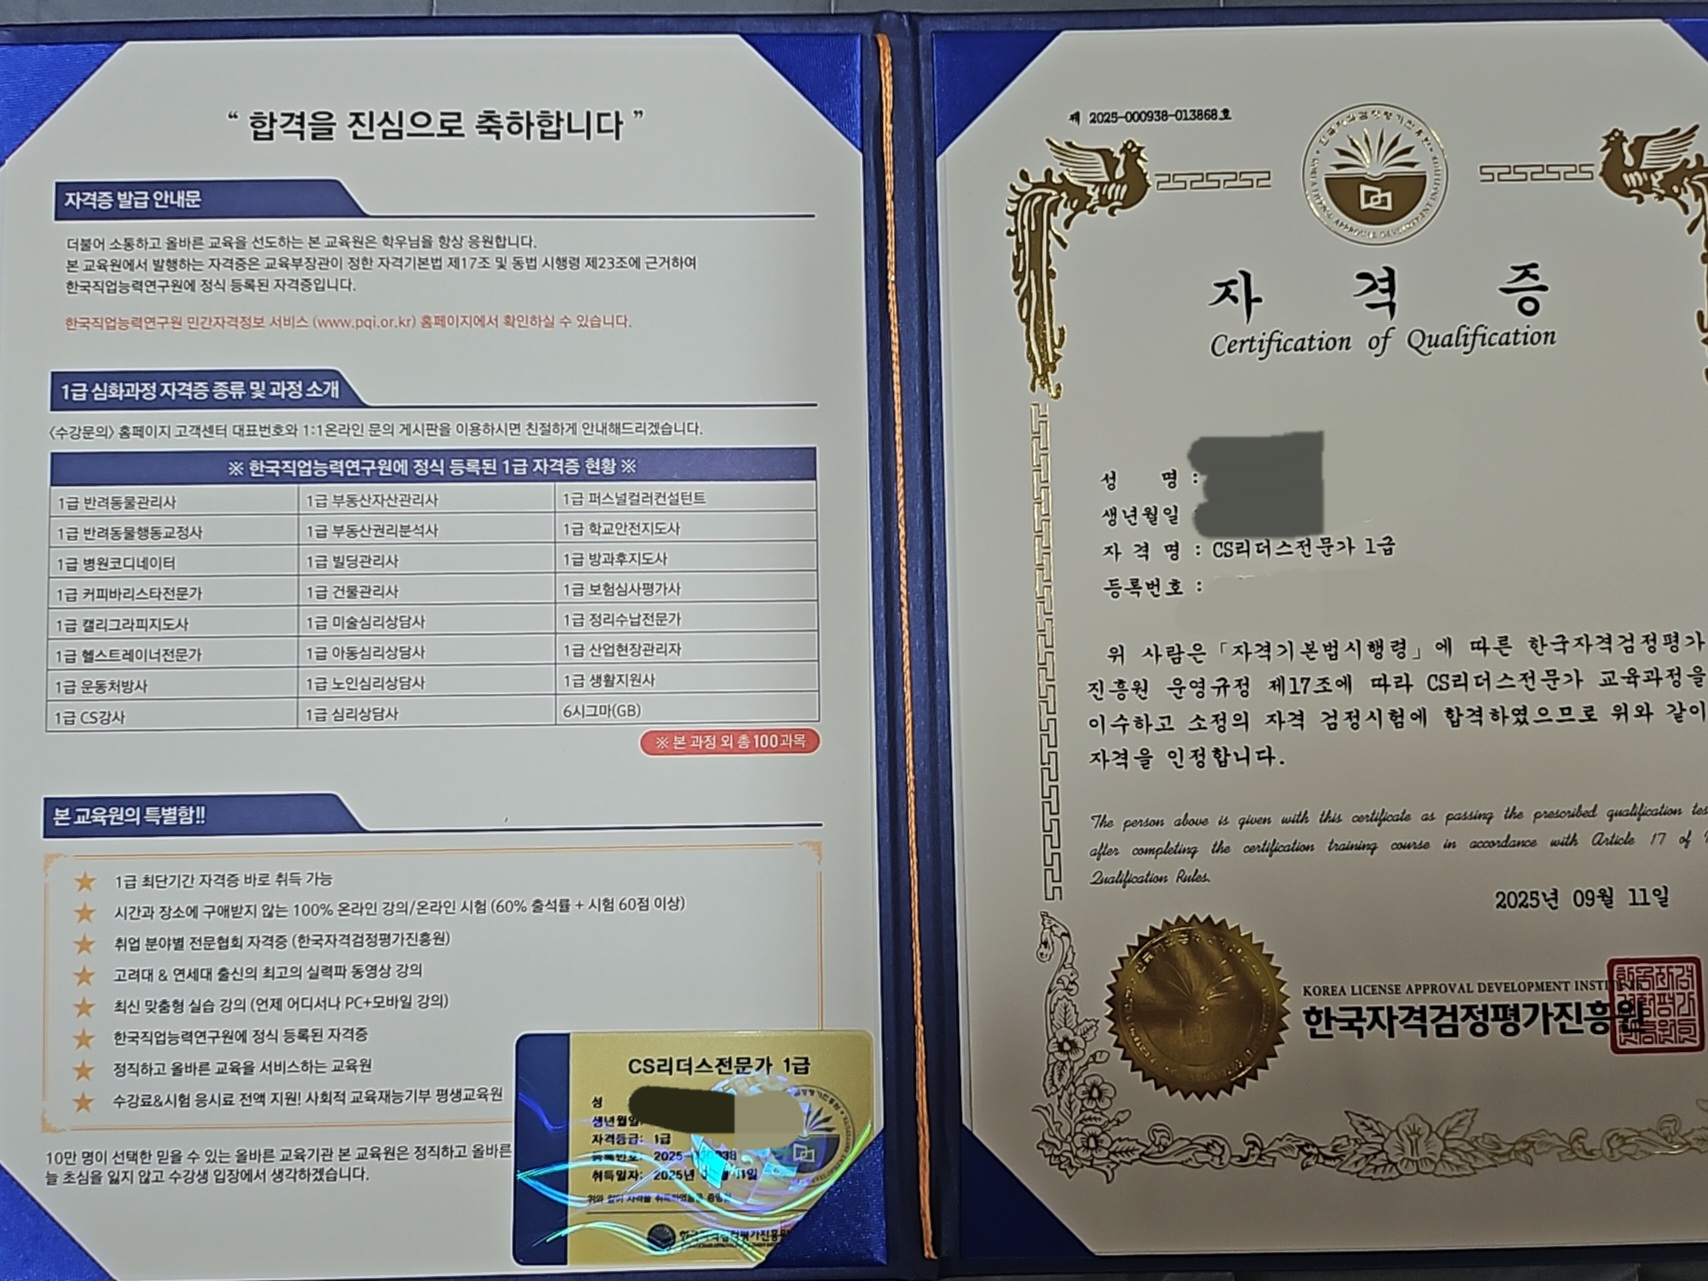 “ 합격을 진심으로 축하합니다 ”
자격증 발급 안내문
더불어 소통하고 올바른 교육을 선도하는 본 교육원은 학우님을 항상 응원합니다.
본 교육원에서 발행하는 자격증은 교육부장관이 정한 자격기본법 제17조 및 동법 시행령 제23조에 근거하여
한국직업능력연구원에 정식 등록된 자격증입니다.
한국직업능력연구원 민간자격정보 서비스 (www.pqi.or.kr) 홈페이지에서 확인하실 수 있습니다.
1급 심화과정 자격증 종류 및 과정 소개
<수강문의> 홈페이지 고객센터 대표번호와 1:1온라인 문의 게시판을 이용하시면 친절하게 안내해드리겠습니다.
※ 한국직업능력연구원에 정식 등록된 1급 자격증 현황 ※
1급 반려동물관리사 1급 부동산자산관리사 1급 퍼스널컬러컨설턴트
1급 반려동물행동교정사 1급 부동산권리분석사 1급 학교안전지도사
1급 병원코디네이터 1급 빌딩관리사 1급 방과후지도사
1급 커피바리스타전문가 1급 건물관리사 1급 보험심사평가사
1급 캘리그라피지도사 1급 미술심리상담사 1급 정리수납전문가
1급 헬스트레이너전문가 1급 아동심리상담사 1급 산업현장관리자
1급 운동처방사 1급 노인심리상담사 1급 생활지원사
1급 CS강사 1급 심리상담사 6시그마(GB)
※ 본 과정 외 총 100과목
본 교육원의 특별함!!
★ 1급 최단기간 자격증 바로 취득 가능
★ 시간과 장소에 구애받지 않는 100% 온라인 강의/온라인 시험 (60% 출석률 + 시험 60점 이상)
★ 취업 분야별 전문협회 자격증 (한국자격검정평가진흥원)
★ 고려대 & 연세대 출신의 최고의 실력파 동영상 강의
★ 최신 맞춤형 실습 강의 (언제 어디서나 PC+모바일 강의)
★ 한국직업능력연구원에 정식 등록된 자격증
★ 정직하고 올바른 교육을 서비스하는 교육원
★ 수강료&시험 응시료 전액 지원! 사회적 교육재능기부 평생교육원
10만 명이 선택한 믿을 수 있는 올바른 교육기관 본 교육원은 정직하고 올바른
늘 초심을 잃지 않고 수강생 입장에서 생각하겠습니다.
CS리더스전문가 1급
성
생년월일:
자격등급: 1급
등록번호: 2025-
취득일자: 2025년
한국자격검정평가진흥원
제 2025-000938-013868호
자 격 증
Certification of Qualification
성 명 :
생년월일
자 격 명 : CS리더스전문가 1급
등록번호 :
위 사람은 「자격기본법시행령」에 따른 한국자격검정평가
진흥원 운영규정 제17조에 따라 CS리더스전문가 교육과정을
이수하고 소정의 자격 검정시험에 합격하였으므로 위와 같이
자격을 인정합니다.
The person above is given with this certificate as passing the prescribed qualification
after completing the certification training course in accordance with Article 17 of
Qualification Rules.
2025년 09월 11일
KOREA LICENSE APPROVAL DEVELOPMENT
한국자격검정평가진흥원